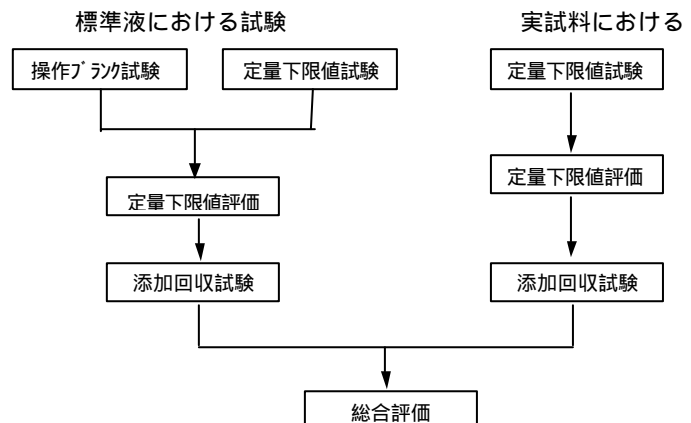 標準液における試験
実試料における
操作ﾌﾞﾗﾝｸ試験
定量下限値試験
定量下限値試験
定量下限値評価
定量下限値評価
添加回収試験
添加回収試験
総合評価